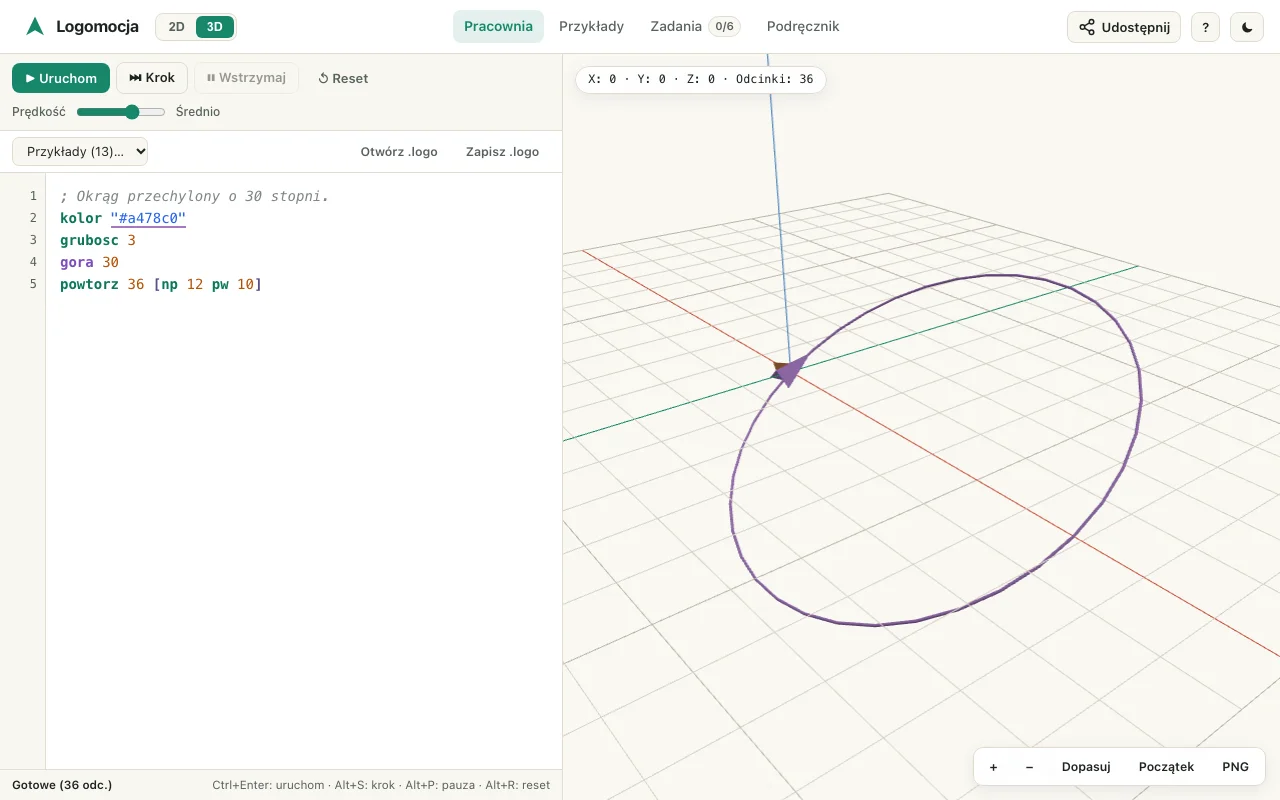 Logomocja
2D 3D
Pracownia Przykłady Zadania 0/6 Podręcznik
Udostępnij ?
Uruchom Krok Wstrzymaj Reset
Prędkość Średnio
Przykłady (13)... Otwórz .logo Zapisz .logo
X: 0 · Y: 0 · Z: 0 · Odcinki: 36
1 ; Okrąg przechylony o 30 stopni.
2 kolor "#a478c0"
3 grubosc 3
4 gora 30
5 powtorz 36 [np 12 pw 10]
+ − Dopasuj Początek PNG
Gotowe (36 odc.) Ctrl+Enter: uruchom · Alt+S: krok · Alt+P: pauza · Alt+R: reset